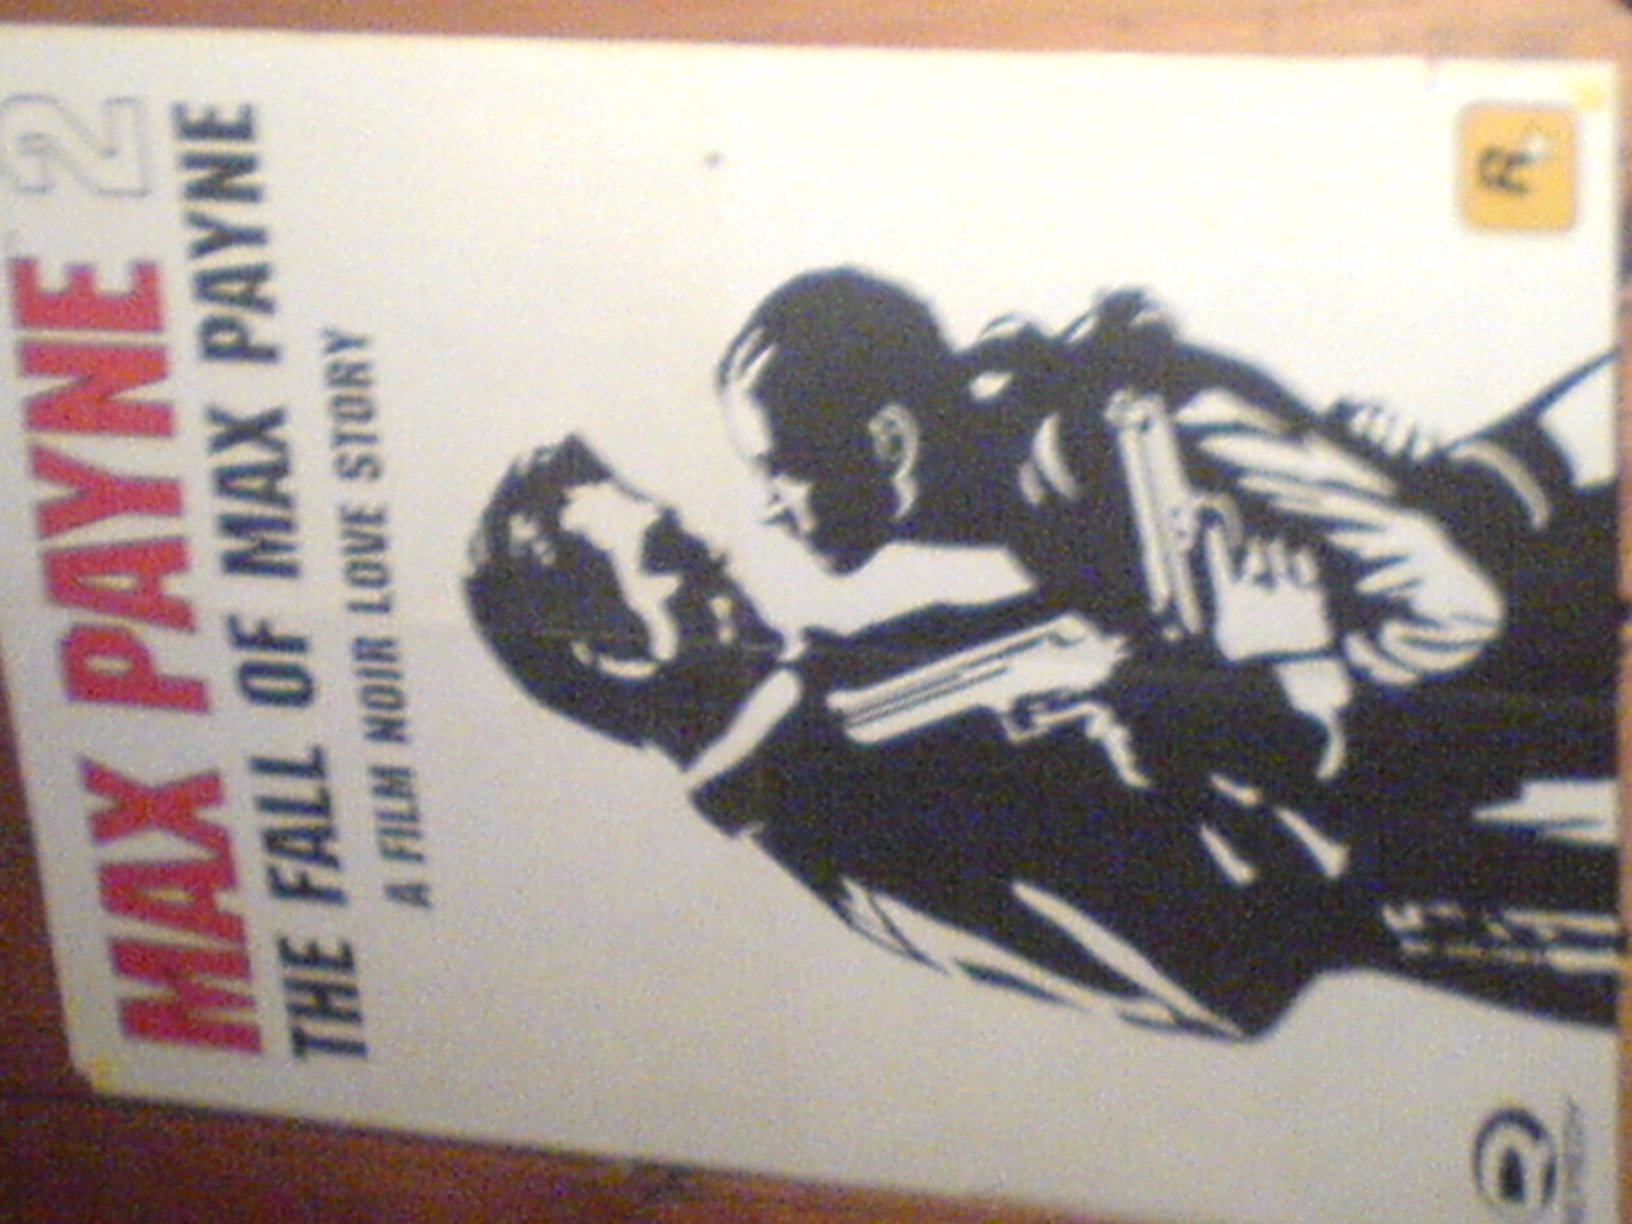 MAX PAYNE 2
THE FALL OF MAX PAYNE
A FILM NOIR LOVE STORY
R